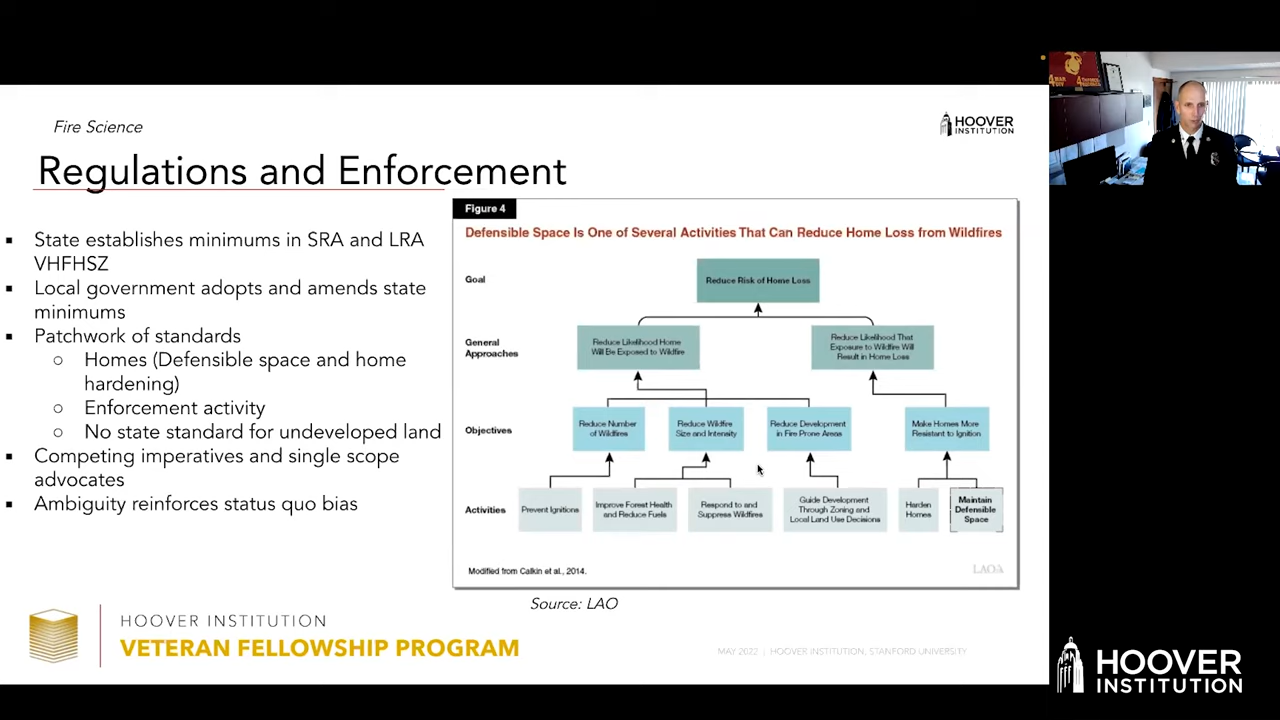 Fire Science
HOOVER
INSTITUTION
Regulations and Enforcement
▪ State establishes minimums in SRA and LRA
VHFHSZ
▪ Local government adopts and amends state
minimums
▪ Patchwork of standards
○ Homes (Defensible space and home
hardening)
○ Enforcement activity
○ No state standard for undeveloped land
▪ Competing imperatives and single scope
advocates
▪ Ambiguity reinforces status quo bias
Figure 4
Defensible Space Is One of Several Activities That Can Reduce Home Loss from Wildfires
Goal
Reduce Risk of Home Loss
General
Approaches
Reduce Likelihood Home
Will Be Exposed to Wildfire
Reduce Likelihood That
Exposure to Wildfire Will
Result in Home Loss
Objectives
Reduce Number
of Wildfires
Reduce Wildfire
Size and Intensity
Reduce Development
in Fire Prone Areas
Make Homes More
Resistant to Ignition
Activities
Prevent Ignitions
Improve Forest Health
and Reduce Fuels
Respond to and
Suppress Wildfires
Guide Development
Through Zoning and
Local Land Use Decisions
Harden
Homes
Maintain
Defensible
Space
Modified from Calkin et al., 2014.
LAO
Source: LAO
HOOVER INSTITUTION
VETERAN FELLOWSHIP PROGRAM
MAY 2022 | HOOVER INSTITUTION, STANFORD UNIVERSITY
HOOVER
INSTITUTION